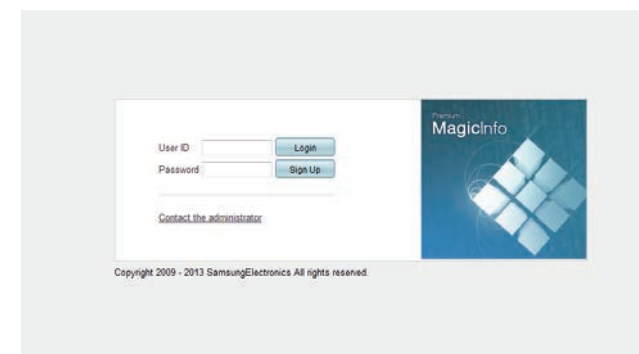 Premium
MagicInfo
User ID
Login
Password
Sign Up
Contact the administrator
Copyright 2009 - 2013 SamsungElectronics All rights reserved.